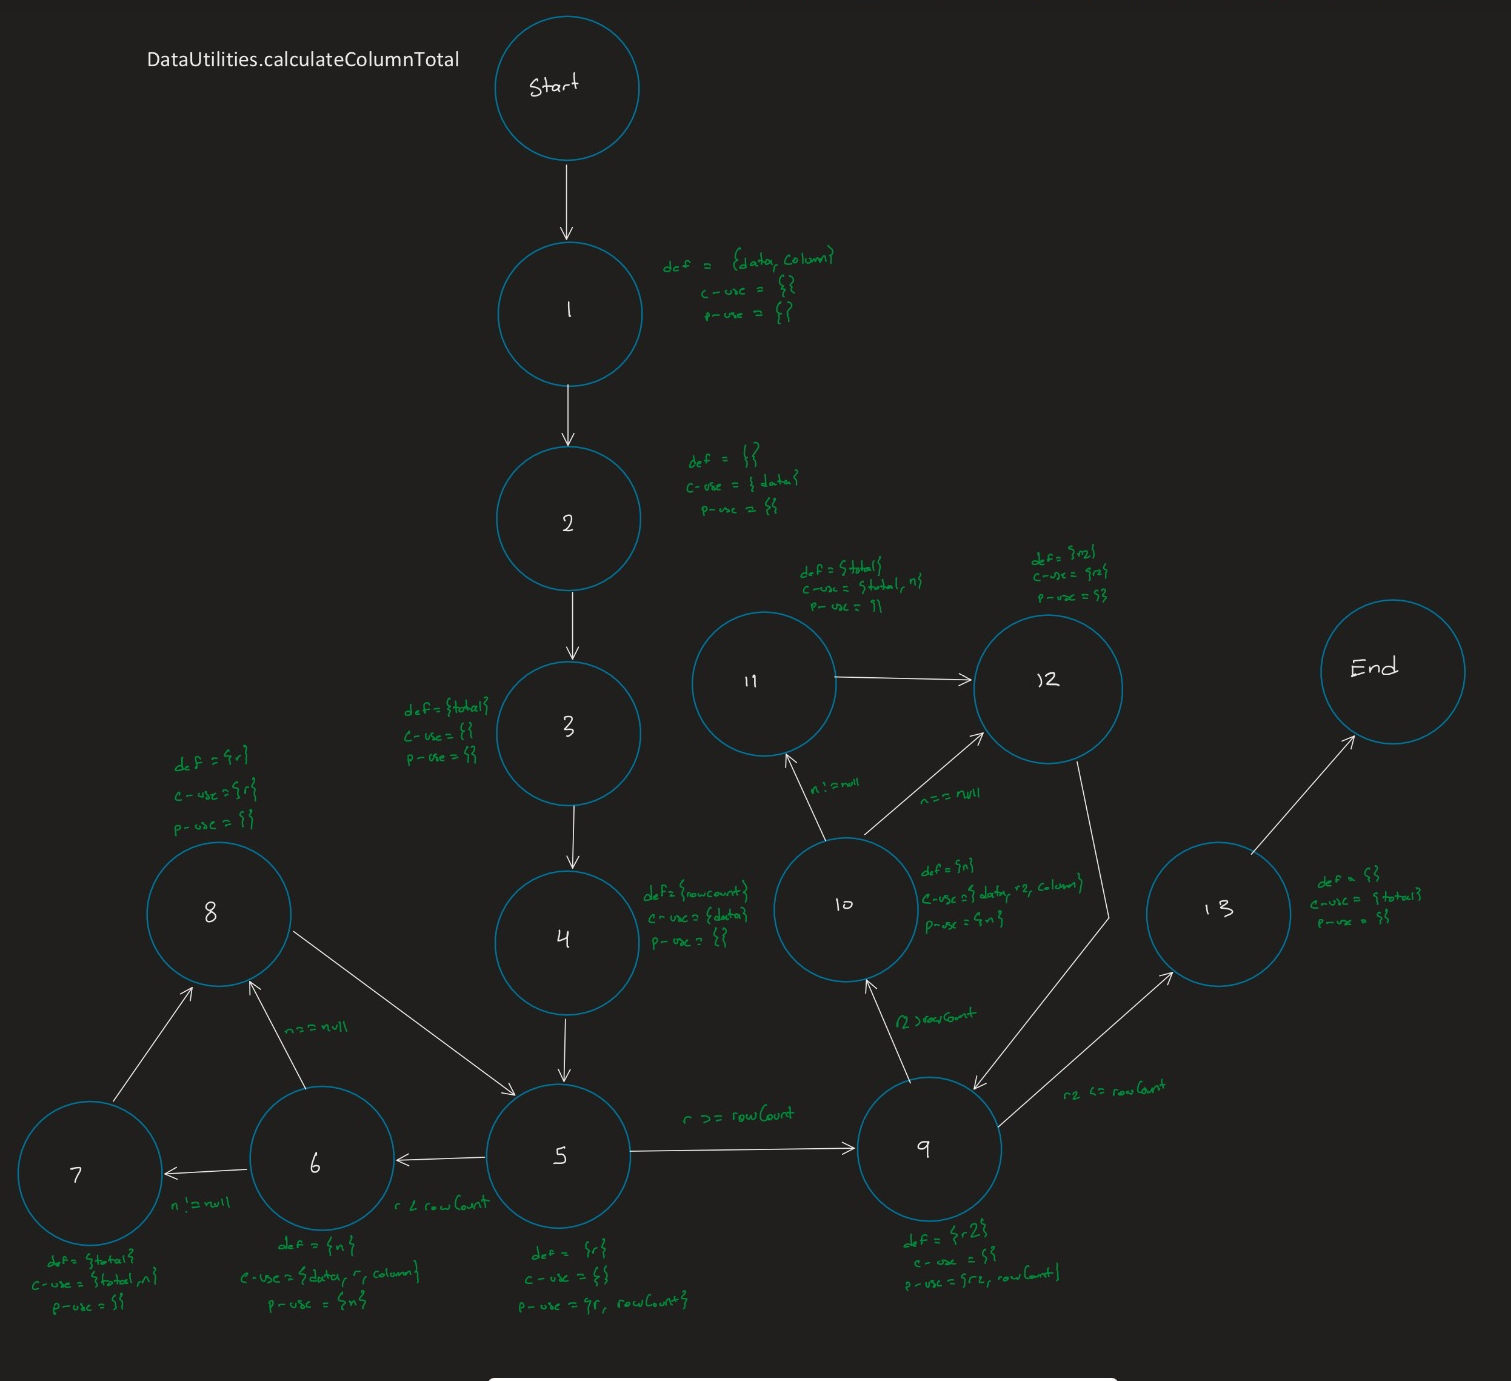 DataUtilities.calculateColumnTotal
Start
1
def = {data, column}
c-use = {}
p-use = {}
2
def = {}
c-use = {data}
p-use = {}
3
def = {total}
c-use = {}
p-use = {}
4
def = {rowcount}
c-use = {data}
p-use = {}
5
def = {r}
c-use = {}
p-use = {r, rowCount}
r < rowCount
r >= rowCount
6
def = {n}
c-use = {data, r, column}
p-use = {n}
n != null
n == null
7
def = {total}
c-use = {total, n}
p-use = {}
8
def = {r}
c-use = {r}
p-use = {}
9
def = {r2}
c-use = {}
p-use = {r2, rowCount}
r2 > rowCount
r2 <= rowCount
10
def = {n}
c-use = {data, r2, column}
p-use = {n}
n != null
n == null
11
def = {total}
c-use = {total, n}
p-use = {}
12
def = {r2}
c-use = {r2}
p-use = {}
13
def = {}
c-use = {total}
p-use = {}
End